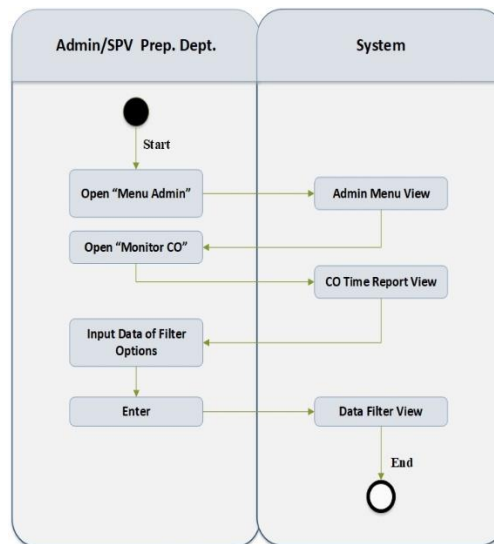 Admin/SPV Prep. Dept.
System
Start
Open “Menu Admin”
Admin Menu View
Open “Monitor CO”
CO Time Report View
Input Data of Filter
Options
Enter
Data Filter View
End